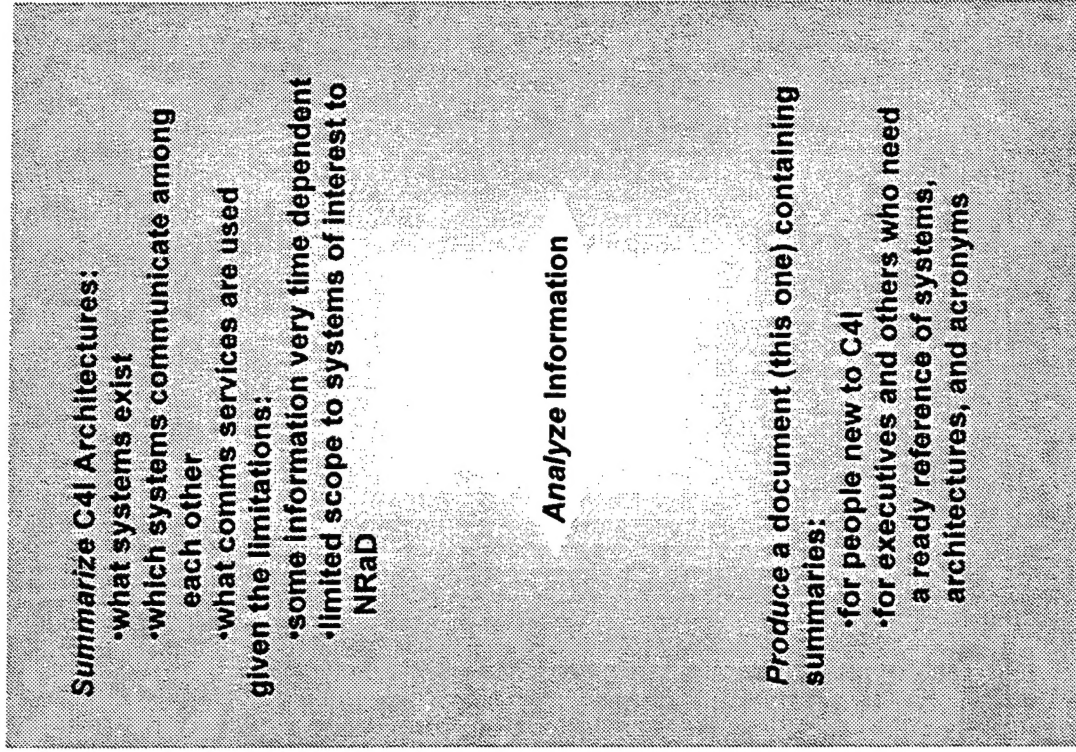 Summarize C4I Architectures:
•what systems exist
•which systems communicate among
each other
•what comms services are used
given the limitations:
•some information very time dependent
•limited scope to systems of interest to
NRaD
Analyze Information
Produce a document (this one) containing
summaries:
•for people new to C4I
•for executives and others who need
a ready reference of systems,
architectures, and acronyms